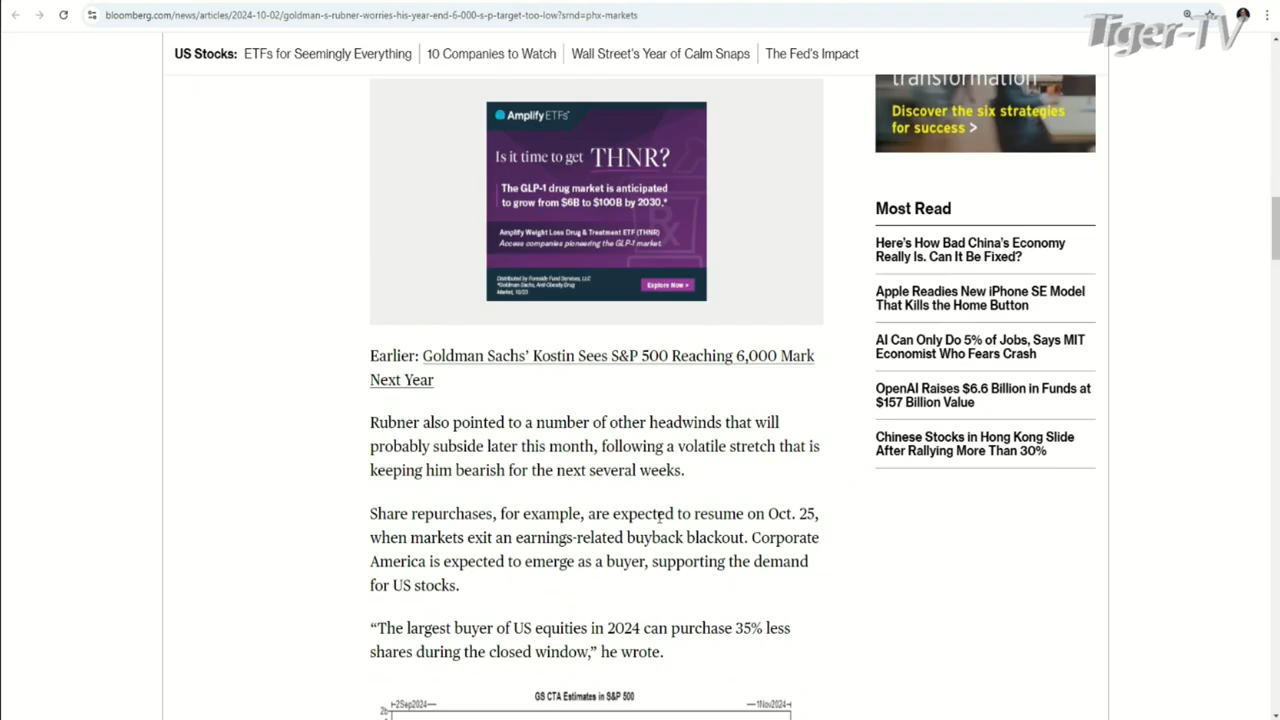 bloomberg.com/news/articles/2024-10-02/goldman-s-rubner-worries-his-year-end-6-000-s-p-target-too-low?srnd=phx-markets
Tiger-TV
US Stocks: ETFs for Seemingly Everything | 10 Companies to Watch | Wall Street's Year of Calm Snaps | The Fed's Impact
transformation
Discover the six strategies
for success >
Amplify ETFs
Is it time to get THNR?
The GLP-1 drug market is anticipated
to grow from $6B to $100B by 2030.*
Amplify Weight Loss Drug & Treatment ETF (THNR)
Access companies pioneering the GLP-1 market.
Distributed by Foreside Fund Services, LLC
*Goldman Sachs, Anti-Obesity Drug
Market, 10/23
Explore Now >
Most Read
Here's How Bad China's Economy
Really Is. Can It Be Fixed?
Apple Readies New iPhone SE Model
That Kills the Home Button
AI Can Only Do 5% of Jobs, Says MIT
Economist Who Fears Crash
OpenAI Raises $6.6 Billion in Funds at
$157 Billion Value
Chinese Stocks in Hong Kong Slide
After Rallying More Than 30%
Earlier: Goldman Sachs' Kostin Sees S&P 500 Reaching 6,000 Mark
Next Year
Rubner also pointed to a number of other headwinds that will
probably subside later this month, following a volatile stretch that is
keeping him bearish for the next several weeks.
Share repurchases, for example, are expected to resume on Oct. 25,
when markets exit an earnings-related buyback blackout. Corporate
America is expected to emerge as a buyer, supporting the demand
for US stocks.
“The largest buyer of US equities in 2024 can purchase 35% less
shares during the closed window,” he wrote.
GS CTA Estimates in S&P 500
2Sep2024
1Nov2024
2b